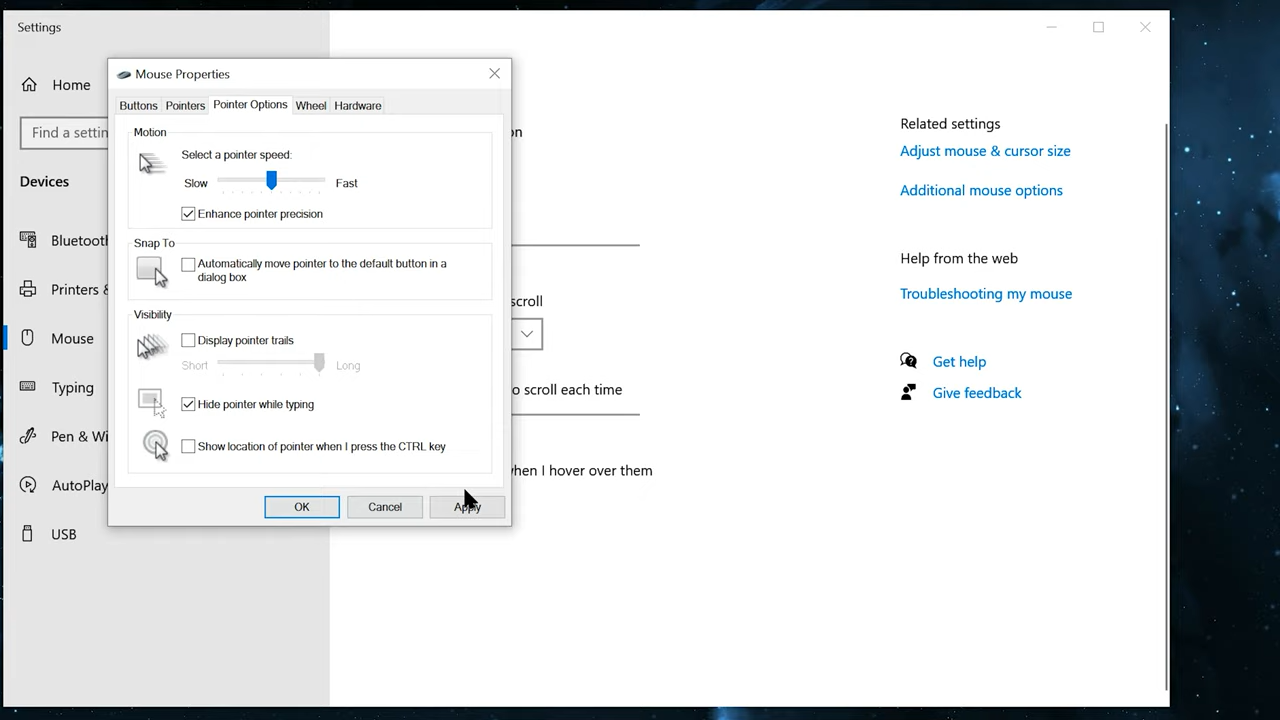 Settings
Mouse Properties
Home
Buttons
Pointers
Pointer Options
Wheel
Hardware
Find a settin
Motion
Select a pointer speed:
Slow
Fast
Enhance pointer precision
Devices
Snap To
Automatically move pointer to the default button in a
dialog box
Bluetooth
Printers &
Visibility
Display pointer trails
Short
Long
Mouse
Hide pointer while typing
Typing
Show location of pointer when I press the CTRL key
Pen & Wi
AutoPlay
OK
Cancel
Apply
USB
on
scroll
o scroll each time
when I hover over them
Related settings
Adjust mouse & cursor size
Additional mouse options
Help from the web
Troubleshooting my mouse
Get help
Give feedback